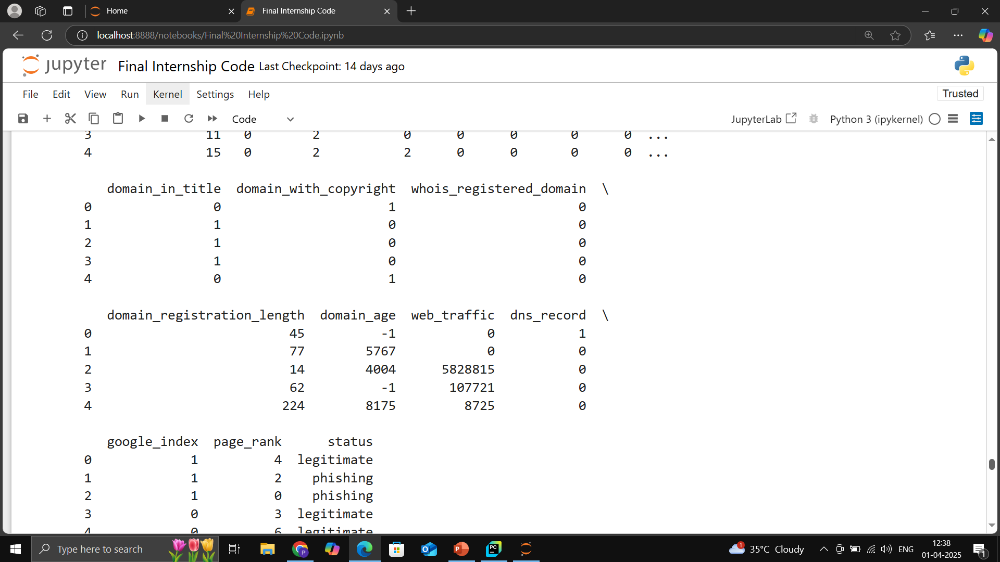 Home
Final Internship Code
localhost:8888/notebooks/Final%20Internship%20Code.ipynb
jupyter Final Internship Code Last Checkpoint: 14 days ago
File Edit View Run Kernel Settings Help
Trusted
Code
JupyterLab
Python 3 (ipykernel)
3 11 0 2 0 0 0 0 0 ...
4 15 0 2 2 0 0 0 0 ...
domain_in_title domain_with_copyright whois_registered_domain \
0 0 1 0
1 1 0 0
2 1 0 0
3 1 0 0
4 0 1 0
domain_registration_length domain_age web_traffic dns_record \
0 45 -1 0 1
1 77 5767 0 0
2 14 4004 5828815 0
3 62 -1 107721 0
4 224 8175 8725 0
google_index page_rank status
0 1 4 legitimate
1 1 2 phishing
2 1 0 phishing
3 0 3 legitimate
4 0 6 legitimate
Type here to search
P
PC
P
1
35°C Cloudy
ENG
12:38
01-04-2025
1